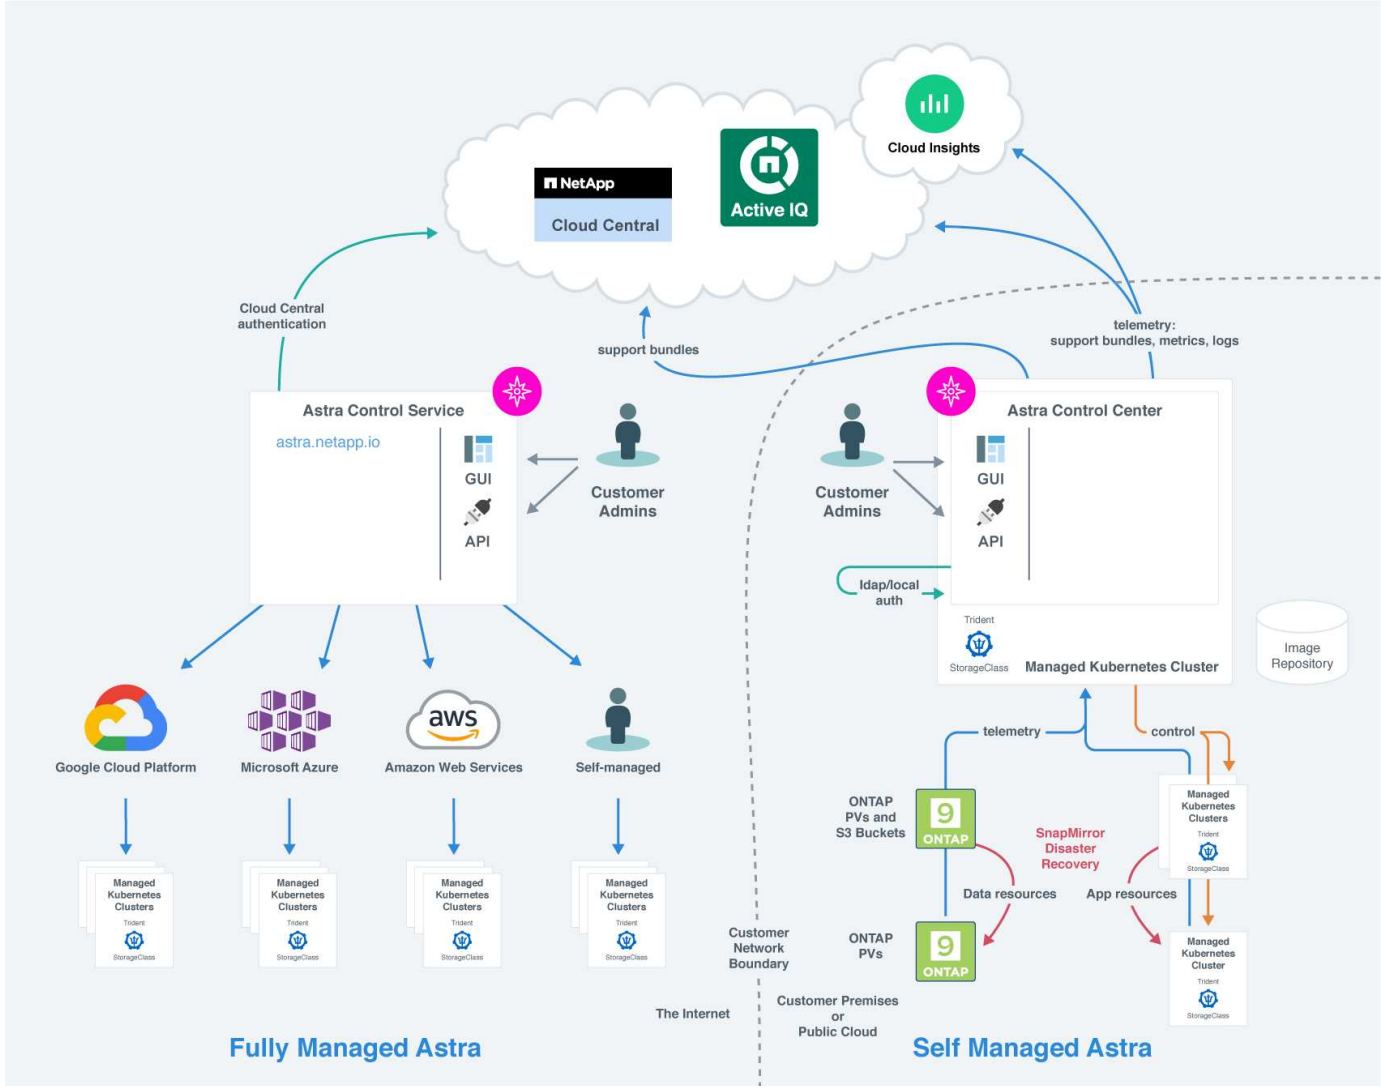 Cloud Insights
NetApp
Cloud Central
Active IQ
Cloud Central
authentication
support bundles
telemetry:
support bundles, metrics, logs
Astra Control Service
astra.netapp.io
GUI
API
Customer
Admins
Customer
Admins
Astra Control Center
GUI
API
ldap/local
auth
Trident
StorageClass
Managed Kubernetes Cluster
Image
Repository
Google Cloud Platform
Microsoft Azure
aws
Amazon Web Services
Self-managed
Managed
Kubernetes
Clusters
Trident
StorageClass
Managed
Kubernetes
Clusters
Trident
StorageClass
Managed
Kubernetes
Clusters
Trident
StorageClass
Managed
Kubernetes
Clusters
Trident
StorageClass
telemetry
control
ONTAP
PVs and
S3 Buckets
9
ONTAP
SnapMirror
Disaster
Recovery
Managed
Kubernetes
Clusters
Trident
StorageClass
Data resources
App resources
ONTAP
PVs
9
ONTAP
Managed
Kubernetes
Cluster
Trident
StorageClass
Customer
Network
Boundary
The Internet
Customer Premises
or
Public Cloud
Fully Managed Astra
Self Managed Astra